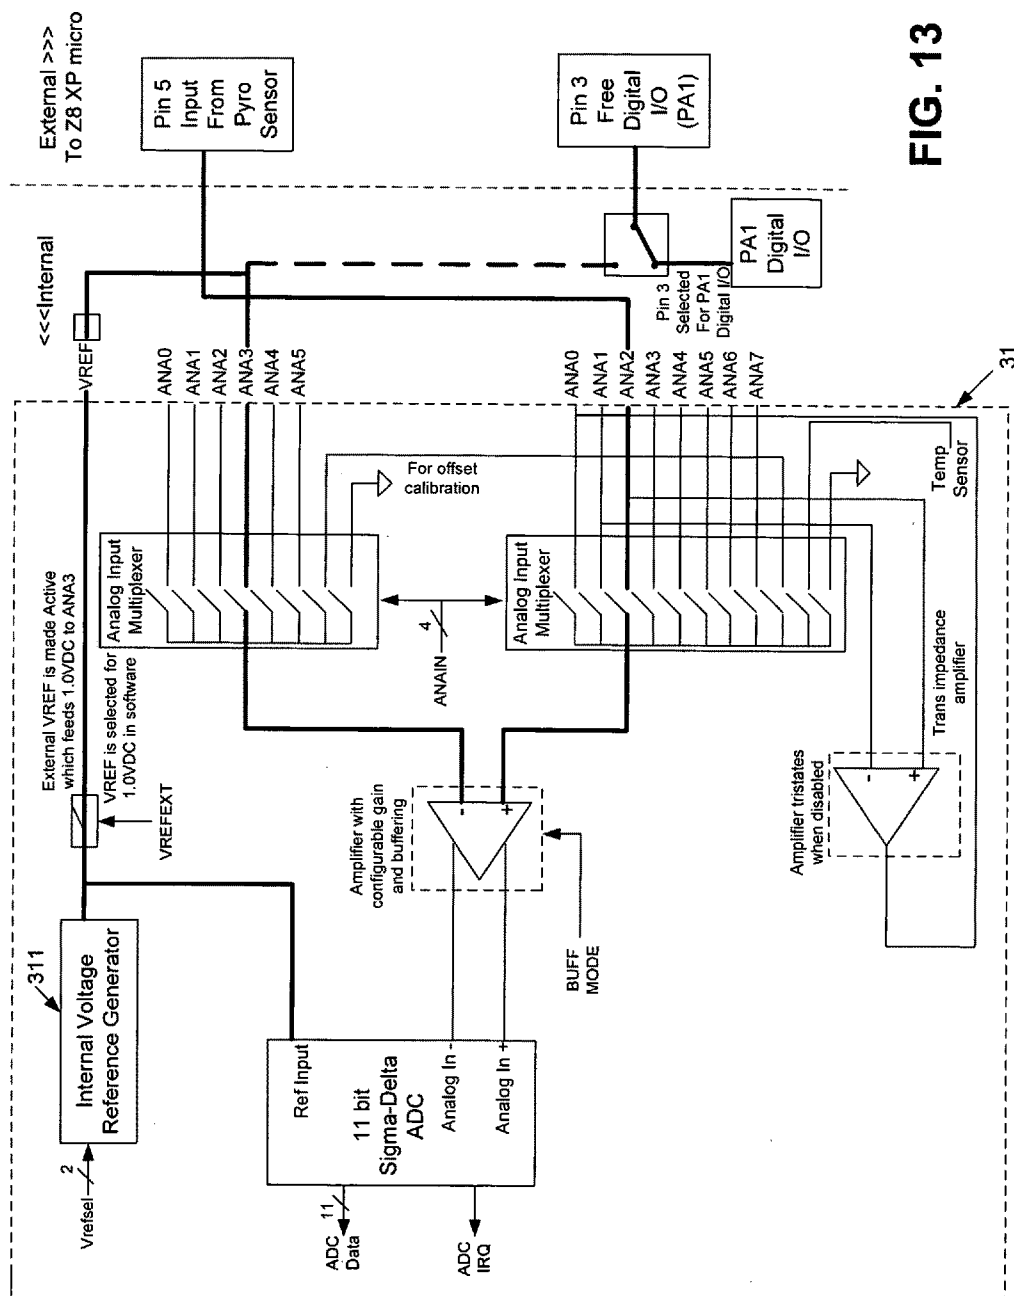 External >>>
To Z8 XP micro
<<<Internal
Pin 5
Input
From
Pyro
Sensor
Pin 3
Free
Digital
I/O
(PA1)
FIG. 13
VREF
ANA0
ANA1
ANA2
ANA3
ANA4
ANA5
Pin 3
Selected
For PA1
Digital I/O
PA1
Digital
I/O
ANA0
ANA1
ANA2
ANA3
ANA4
ANA5
ANA6
ANA7
31
For offset
calibration
Temp
Sensor
External VREF is made Active
which feeds 1.0VDC to ANA3
VREF is selected for
1.0VDC in software
VREFEXT
Analog Input
Multiplexer
4
ANAIN
Analog Input
Multiplexer
Trans impedance
amplifier
Amplifier with
configurable gain
and buffering
-
+
BUFF
MODE
Amplifier tristates
when disabled
-
+
311
Internal Voltage
Reference Generator
Vrefsel
2
Ref Input
11 bit
Sigma-Delta
ADC
Analog In -
Analog In +
11
ADC
Data
ADC
IRQ